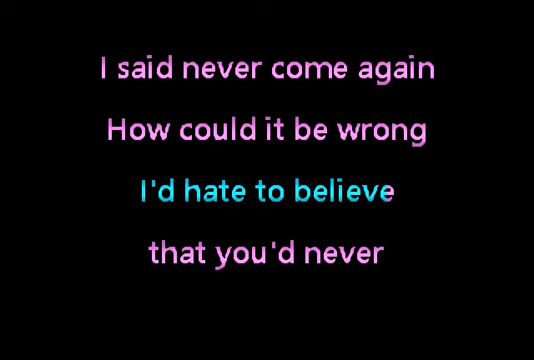 I said never come again
How could it be wrong
I'd hate to believe
that you'd never